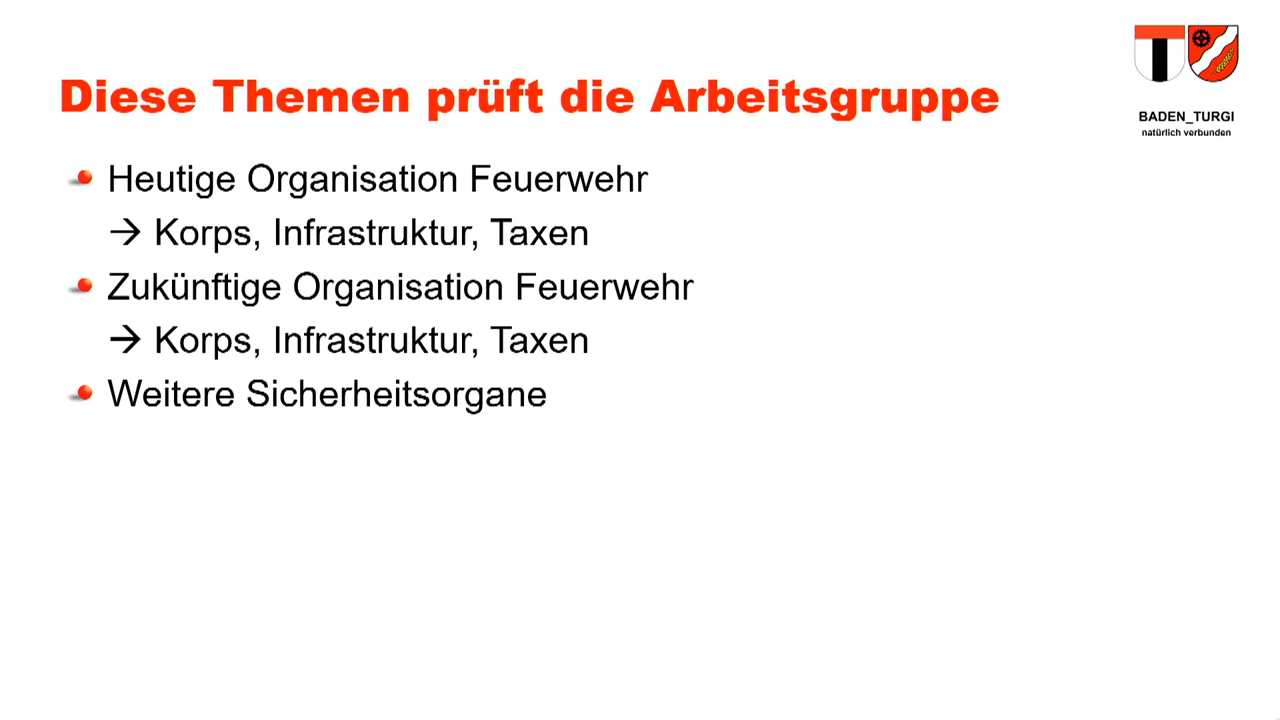 Diese Themen prüft die Arbeitsgruppe
BADEN_TURGI
natürlich verbunden
Heutige Organisation Feuerwehr
→ Korps, Infrastruktur, Taxen
Zukünftige Organisation Feuerwehr
→ Korps, Infrastruktur, Taxen
Weitere Sicherheitsorgane